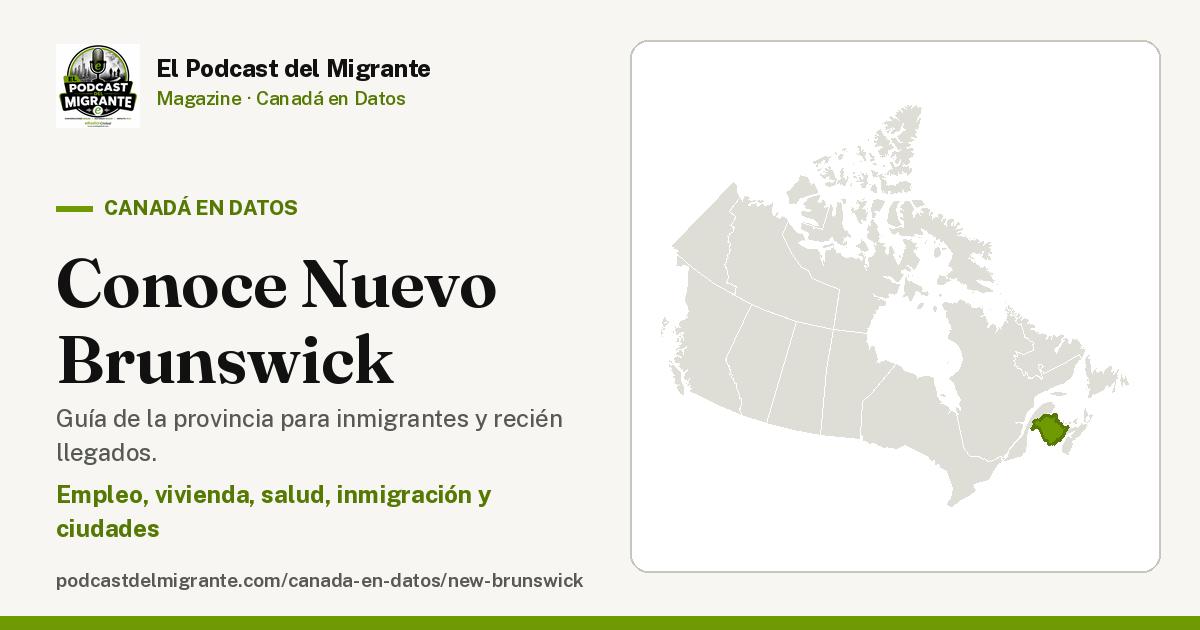 EL
PODCAST
DEL
MIGRANTE
El Podcast del Migrante
Magazine · Canadá en Datos
CANADÁ EN DATOS
Conoce Nuevo
Brunswick
Guía de la provincia para inmigrantes y recién
llegados.
Empleo, vivienda, salud, inmigración y
ciudades
podcastdelmigrante.com/canada-en-datos/new-brunswick